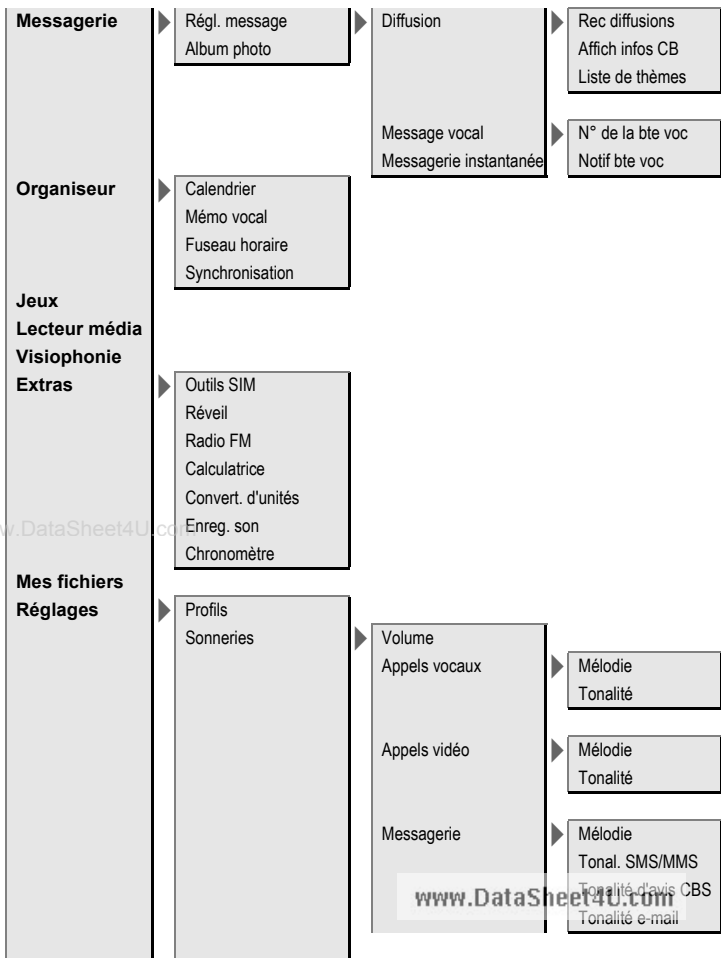 Messagerie
Régl. message
Album photo
Diffusion
Rec diffusions
Affich infos CB
Liste de thèmes
Message vocal
Messagerie instantanée
N° de la bte voc
Notif bte voc
Organiseur
Calendrier
Mémo vocal
Fuseau horaire
Synchronisation
Jeux
Lecteur média
Visiophonie
Extras
Outils SIM
Réveil
Radio FM
Calculatrice
Convert. d'unités
Enreg. son
Chronomètre
w.DataSheet4U.com
Mes fichiers
Réglages
Profils
Sonneries
Volume
Appels vocaux
Mélodie
Tonalité
Appels vidéo
Mélodie
Tonalité
Messagerie
Mélodie
Tonal. SMS/MMS
Tonalité d'avis CBS
Tonalité e-mail
www.DataSheet4U.com